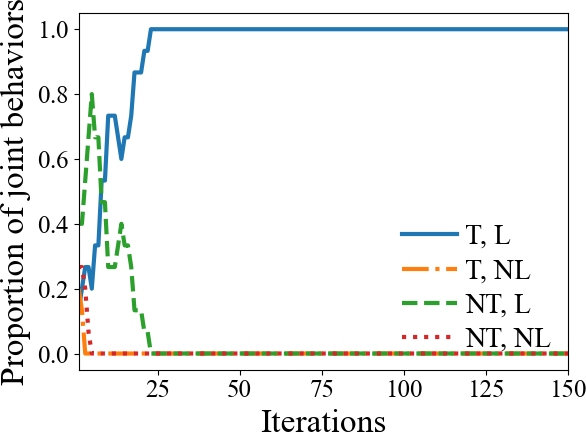 Proportion of joint behaviors
1.0
0.8
0.6
0.4
0.2
0.0
T, L
T, NL
NT, L
NT, NL
25 50 75 100 125 150
Iterations